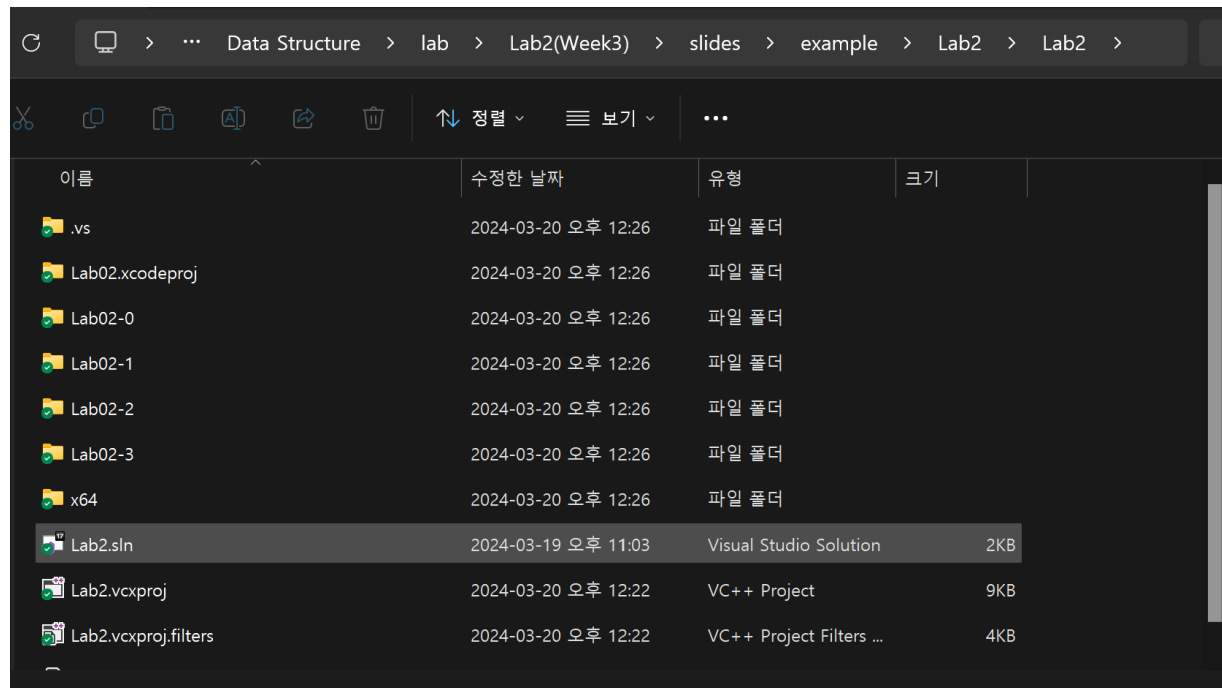 ··· Data Structure > lab > Lab2(Week3) > slides > example > Lab2 > Lab2 >
정렬 보기 ···
이름 수정한 날짜 유형 크기
.vs 2024-03-20 오후 12:26 파일 폴더
Lab02.xcodeproj 2024-03-20 오후 12:26 파일 폴더
Lab02-0 2024-03-20 오후 12:26 파일 폴더
Lab02-1 2024-03-20 오후 12:26 파일 폴더
Lab02-2 2024-03-20 오후 12:26 파일 폴더
Lab02-3 2024-03-20 오후 12:26 파일 폴더
x64 2024-03-20 오후 12:26 파일 폴더
Lab2.sln 2024-03-19 오후 11:03 Visual Studio Solution 2KB
Lab2.vcxproj 2024-03-20 오후 12:22 VC++ Project 9KB
Lab2.vcxproj.filters 2024-03-20 오후 12:22 VC++ Project Filters ... 4KB